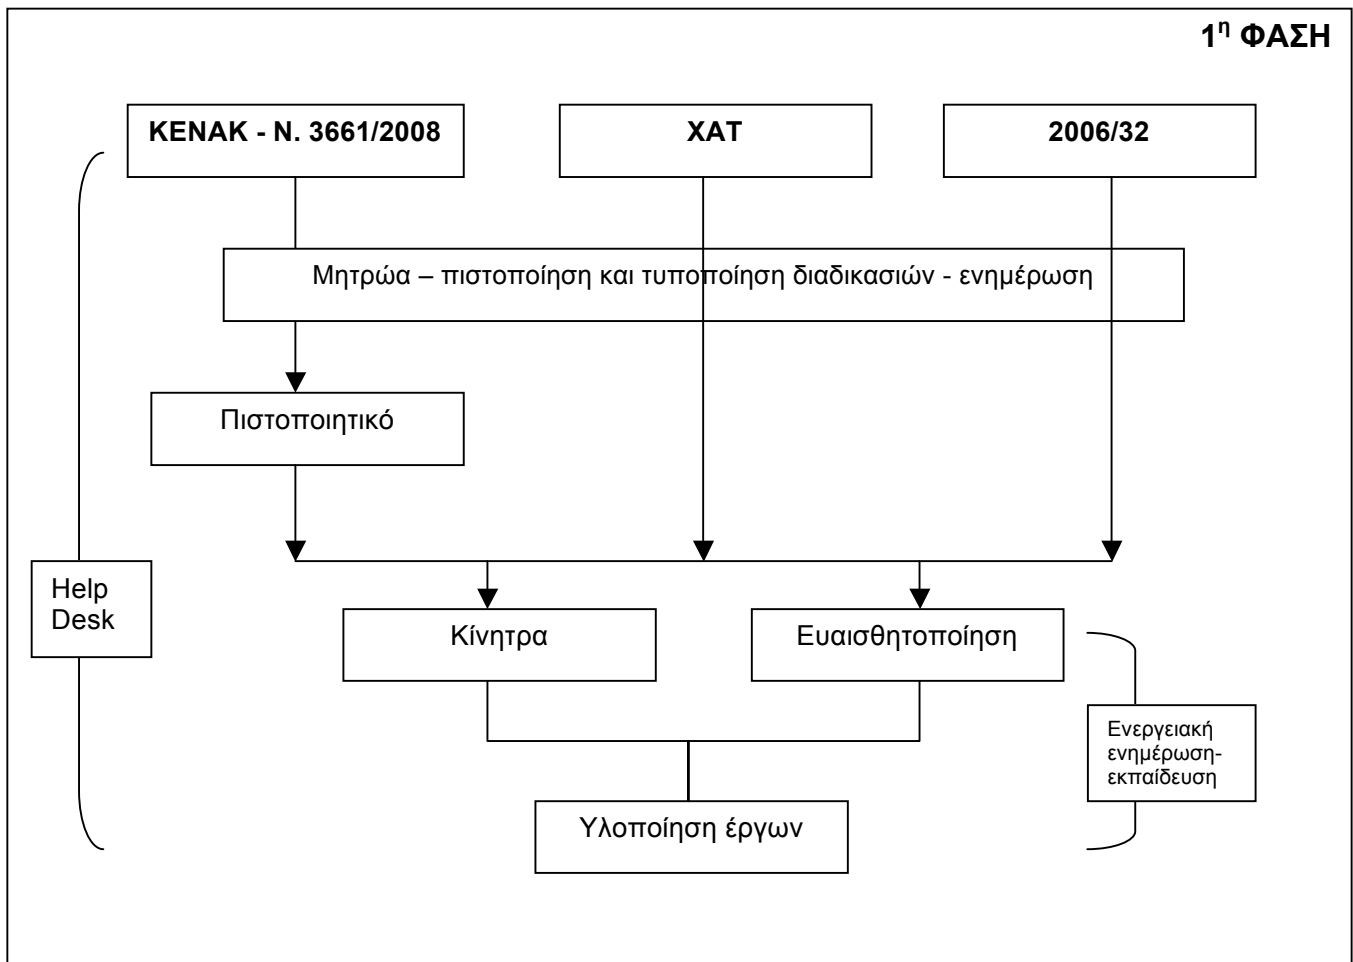 1η ΦΑΣΗ
ΚΕΝΑΚ - Ν. 3661/2008
ΧΑΤ
2006/32
Μητρώα – πιστοποίηση και τυποποίηση διαδικασιών - ενημέρωση
Πιστοποιητικό
Help
Desk
Κίνητρα
Ευαισθητοποίηση
Ενεργειακή
ενημέρωση-
εκπαίδευση
Υλοποίηση έργων